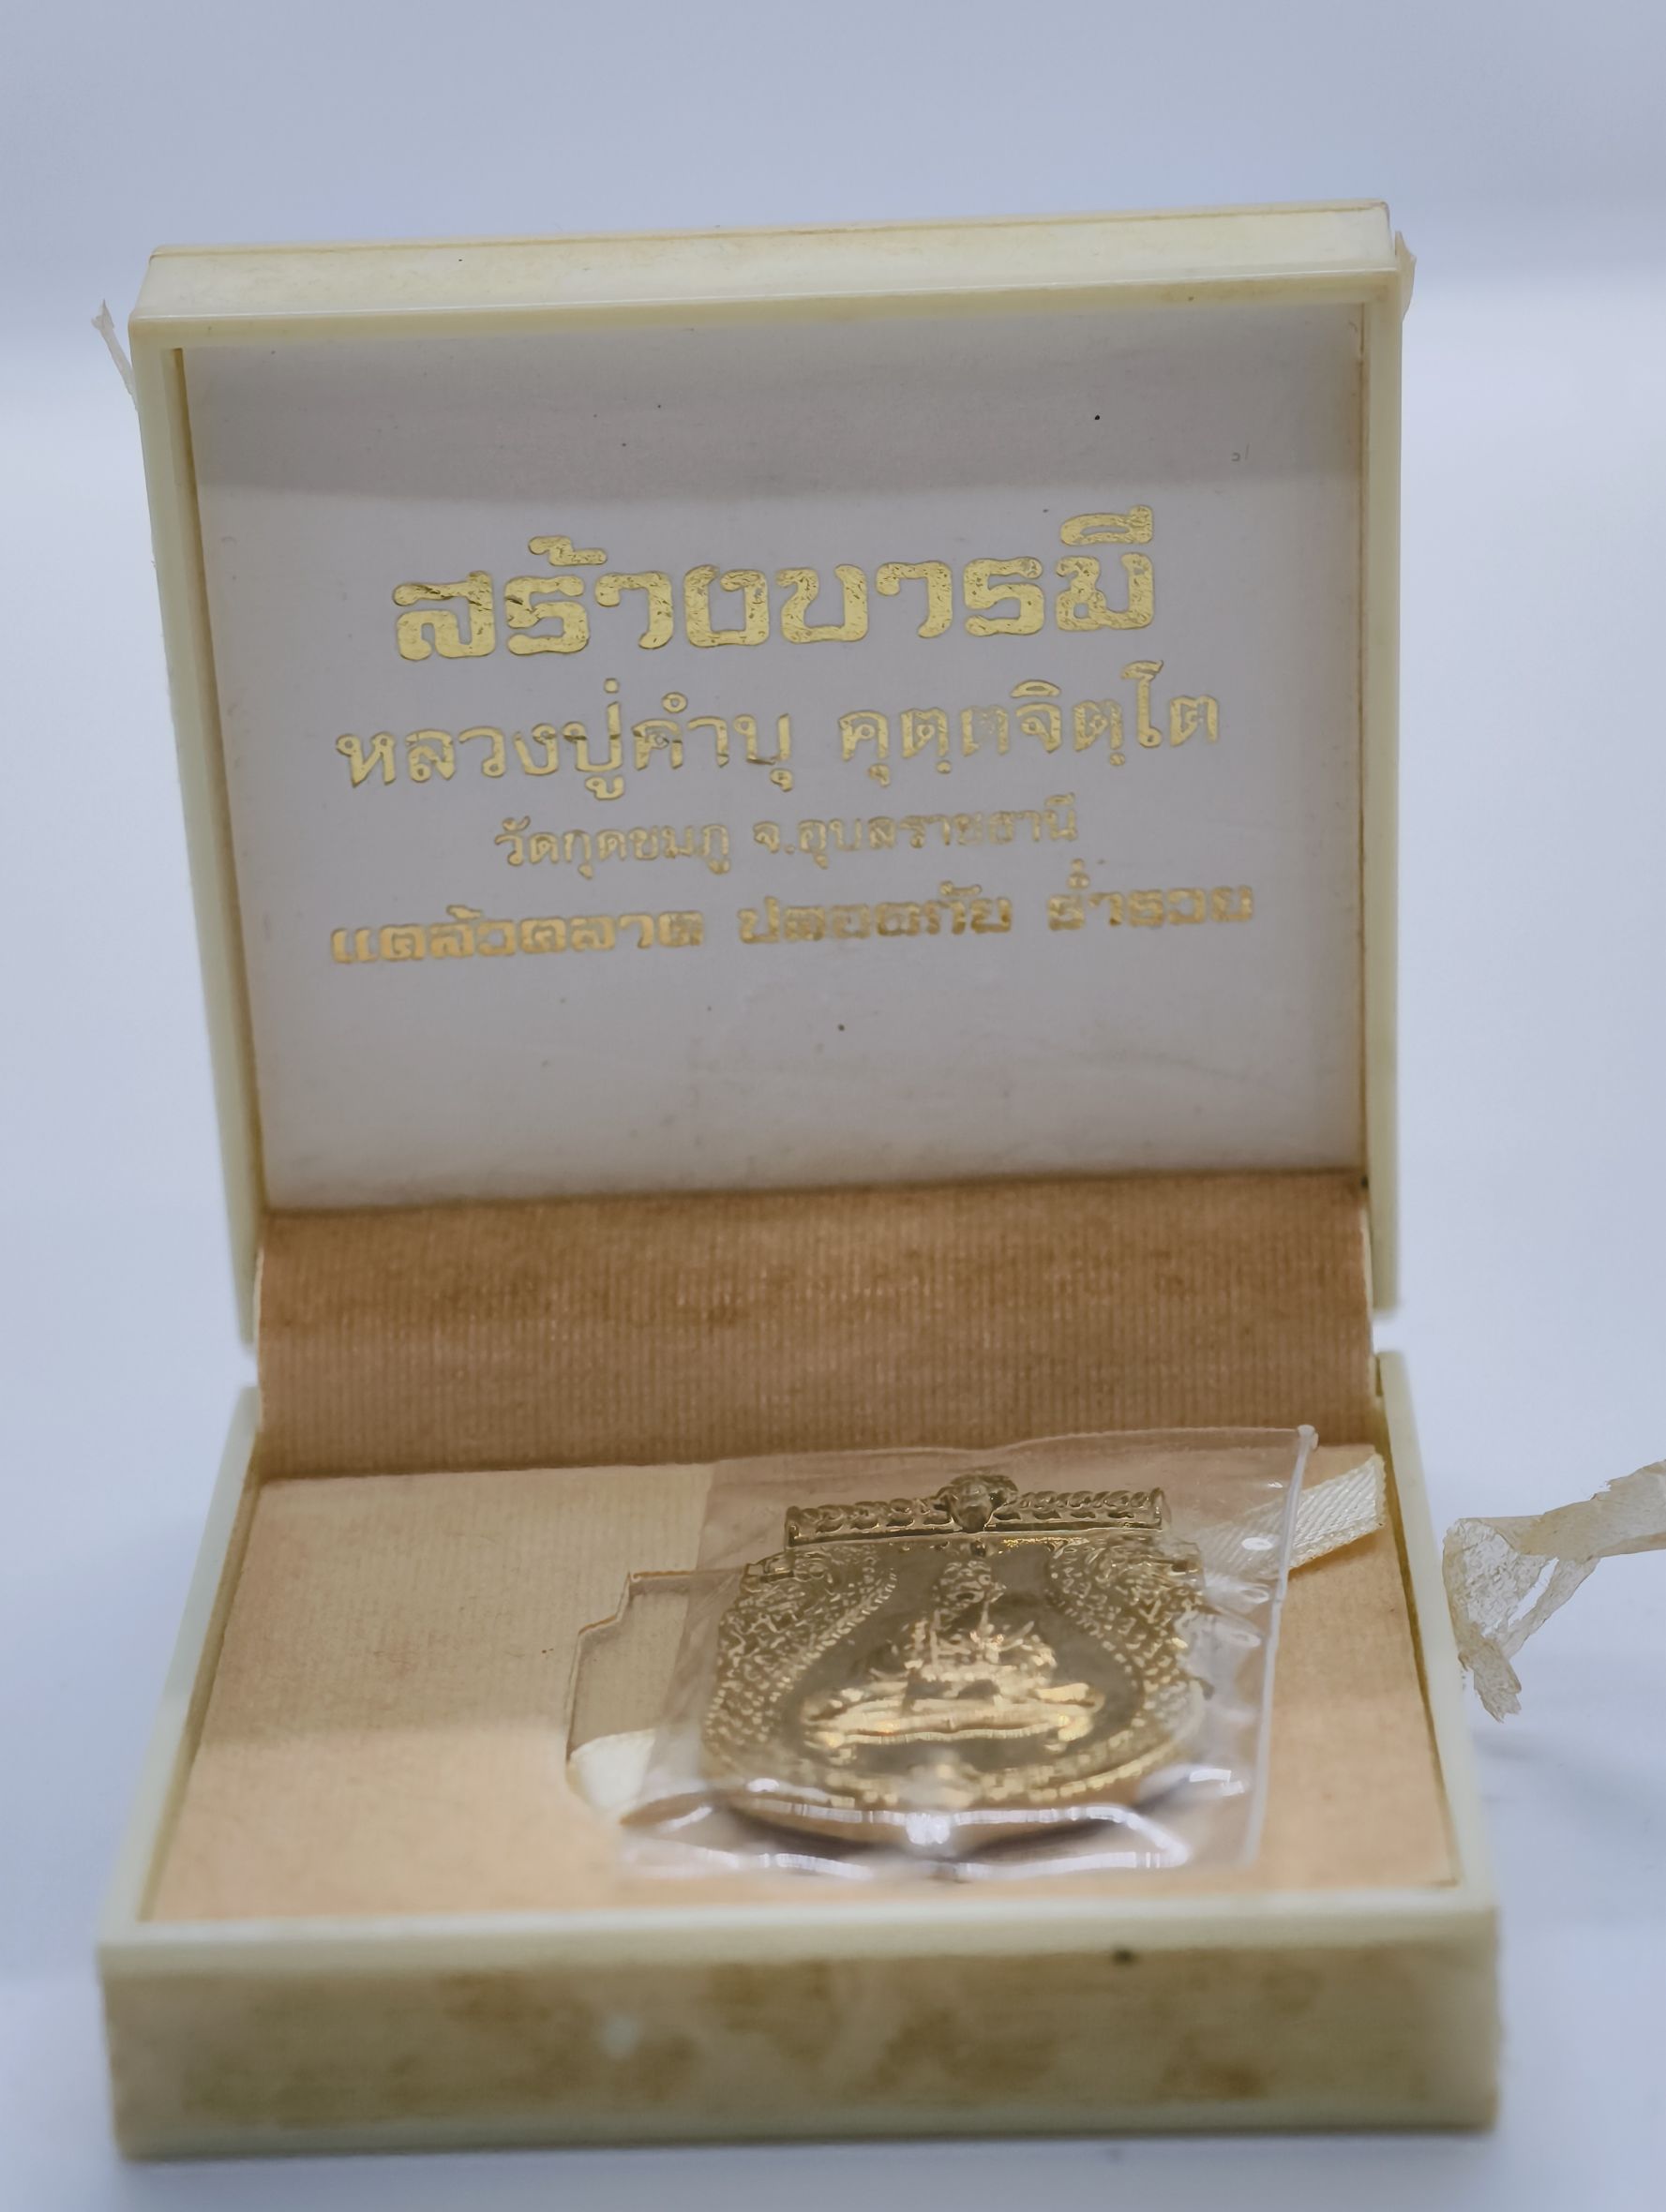 สร้างบารมี
หลวงปู่คำบุ คุตฺตจิตฺโต
วัดกุดชมภู จ.อุบลราชธานี
แคล้วคลาด ปลอดภัย ร่ำรวย